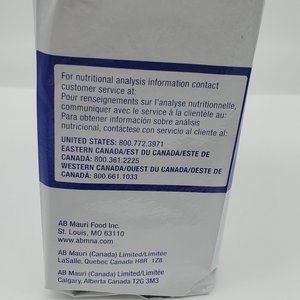 For nutritional analysis information contact
customer service at:
Pour renseignements sur l'analyse nutritionnelle,
communiquer avec le service à la clientèle au:
Para obtener información sobre análisis
nutricional, contáctese con servicio al cliente al:
UNITED STATES: 800.772.3971
EASTERN CANADA/EST DU CANADA/ESTE DE
CANADÁ: 800.361.2225
WESTERN CANADA/OUEST DU CANADA/OESTE DE
CANADÁ: 800.661.1033
AB Mauri Food Inc.
St. Louis, MO 63110
www.abmna.com
AB Mauri (Canada) Limited/Limitée
LaSalle, Quebec Canada H8R 1Z8
AB Mauri (Canada) Limited/Limitée
Calgary, Alberta Canada T2G 3M3